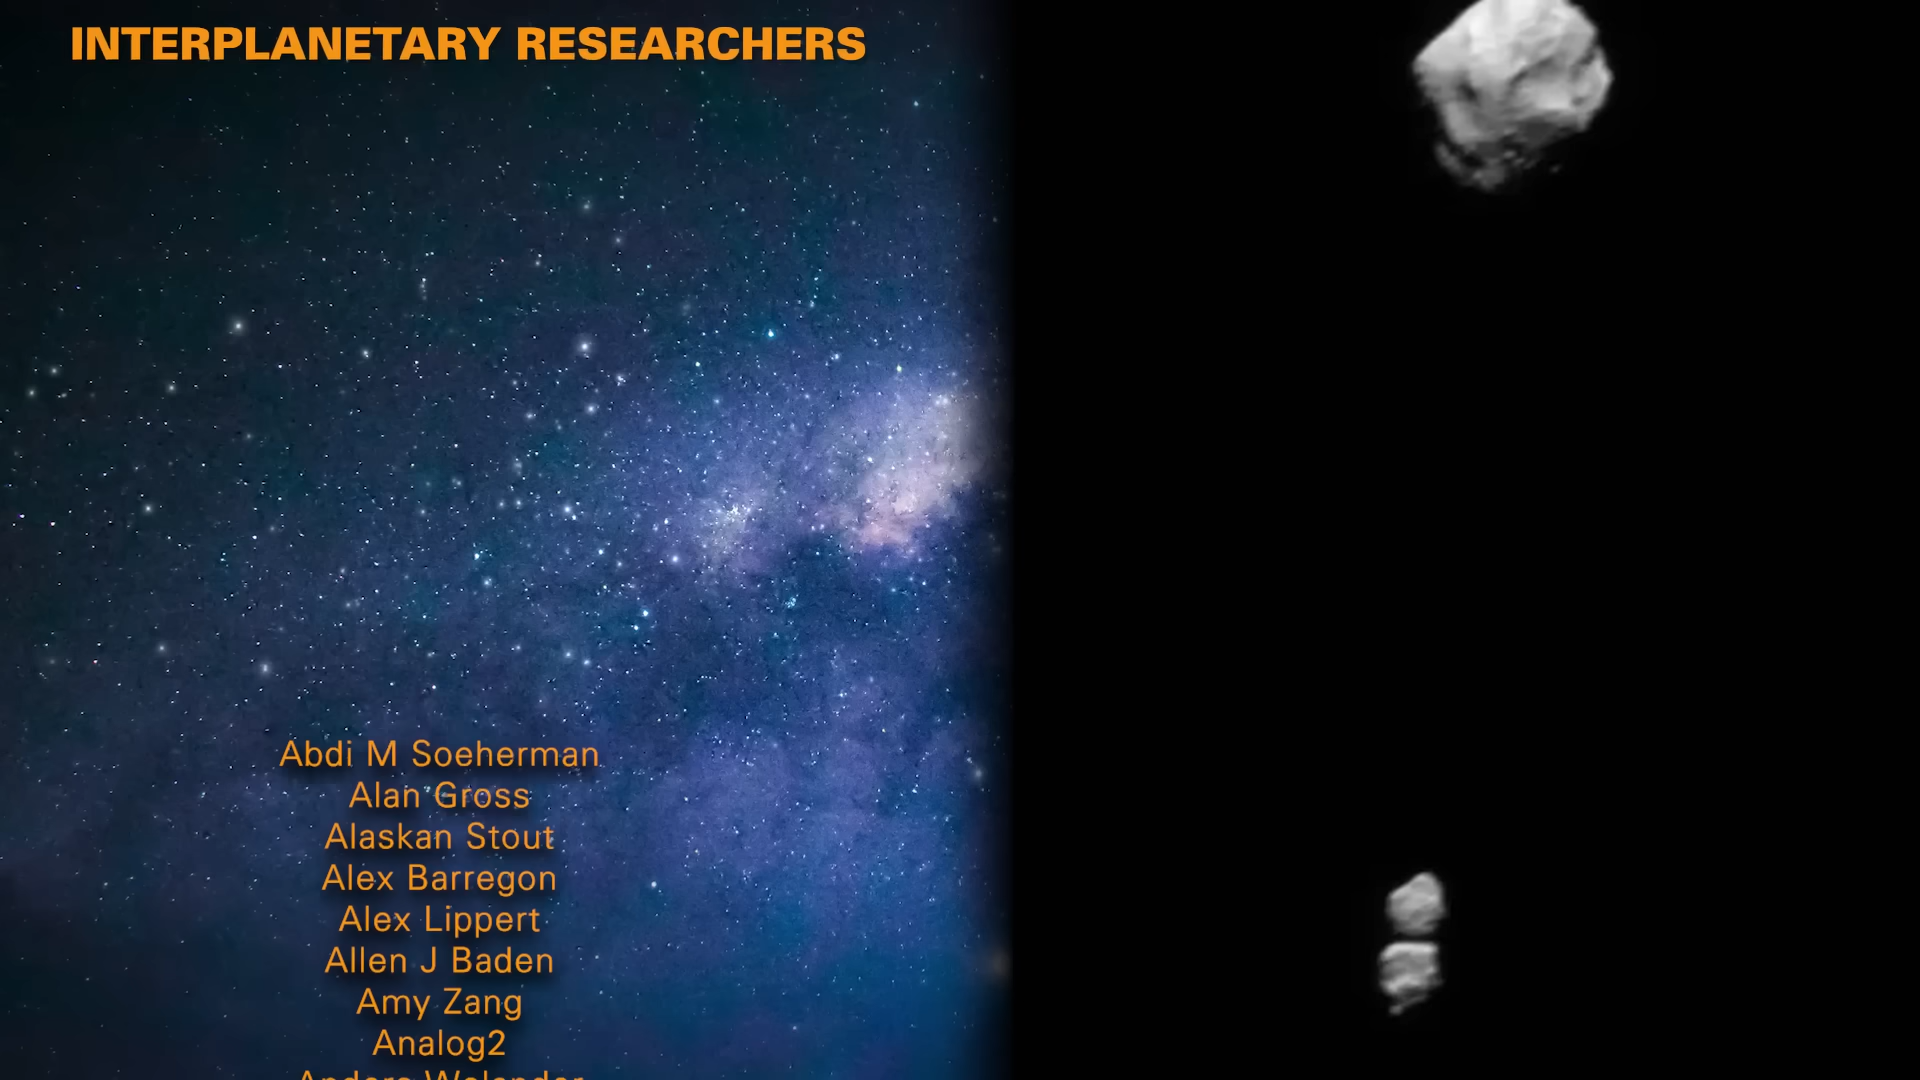 INTERPLANETARY RESEARCHERS
Abdi M Soeherman
Alan Gross
Alaskan Stout
Alex Barregon
Alex Lippert
Allen J Baden
Amy Zang
Analog2